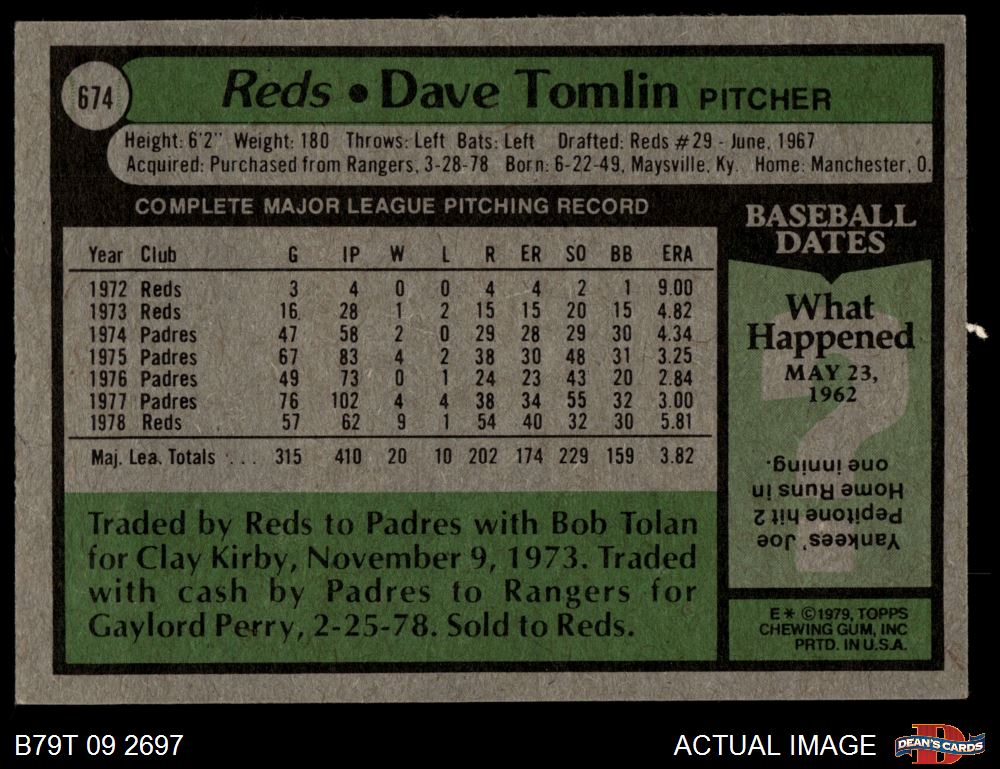 674
Reds • Dave Tomlin PITCHER
Height: 6'2" Weight: 180 Throws: Left Bats: Left Drafted: Reds #29 - June, 1967
Acquired: Purchased from Rangers, 3-28-78 Born: 6-22-49, Maysville, Ky. Home: Manchester, O.
COMPLETE MAJOR LEAGUE PITCHING RECORD
Year Club G IP W L R ER SO BB ERA
1972 Reds 3 4 0 0 4 4 2 1 9.00
1973 Reds 16 28 1 2 15 15 20 15 4.82
1974 Padres 47 58 2 0 29 28 29 30 4.34
1975 Padres 67 83 4 2 38 30 48 31 3.25
1976 Padres 49 73 0 1 24 23 43 20 2.84
1977 Padres 76 102 4 4 38 34 55 32 3.00
1978 Reds 57 62 9 1 54 40 32 30 5.81
Maj. Lea. Totals ... 315 410 20 10 202 174 229 159 3.82
Traded by Reds to Padres with Bob Tolan
for Clay Kirby, November 9, 1973. Traded
with cash by Padres to Rangers for
Gaylord Perry, 2-25-78. Sold to Reds.
BASEBALL
DATES
What
Happened
MAY 23,
1962
?
Yankees' Joe
Pepitone hit 2
Home Runs in
one inning.
E* ©1979, TOPPS
CHEWING GUM, INC
PRTD. IN U.S.A.
B79T 09 2697
ACTUAL IMAGE
D
DEAN'S CARDS